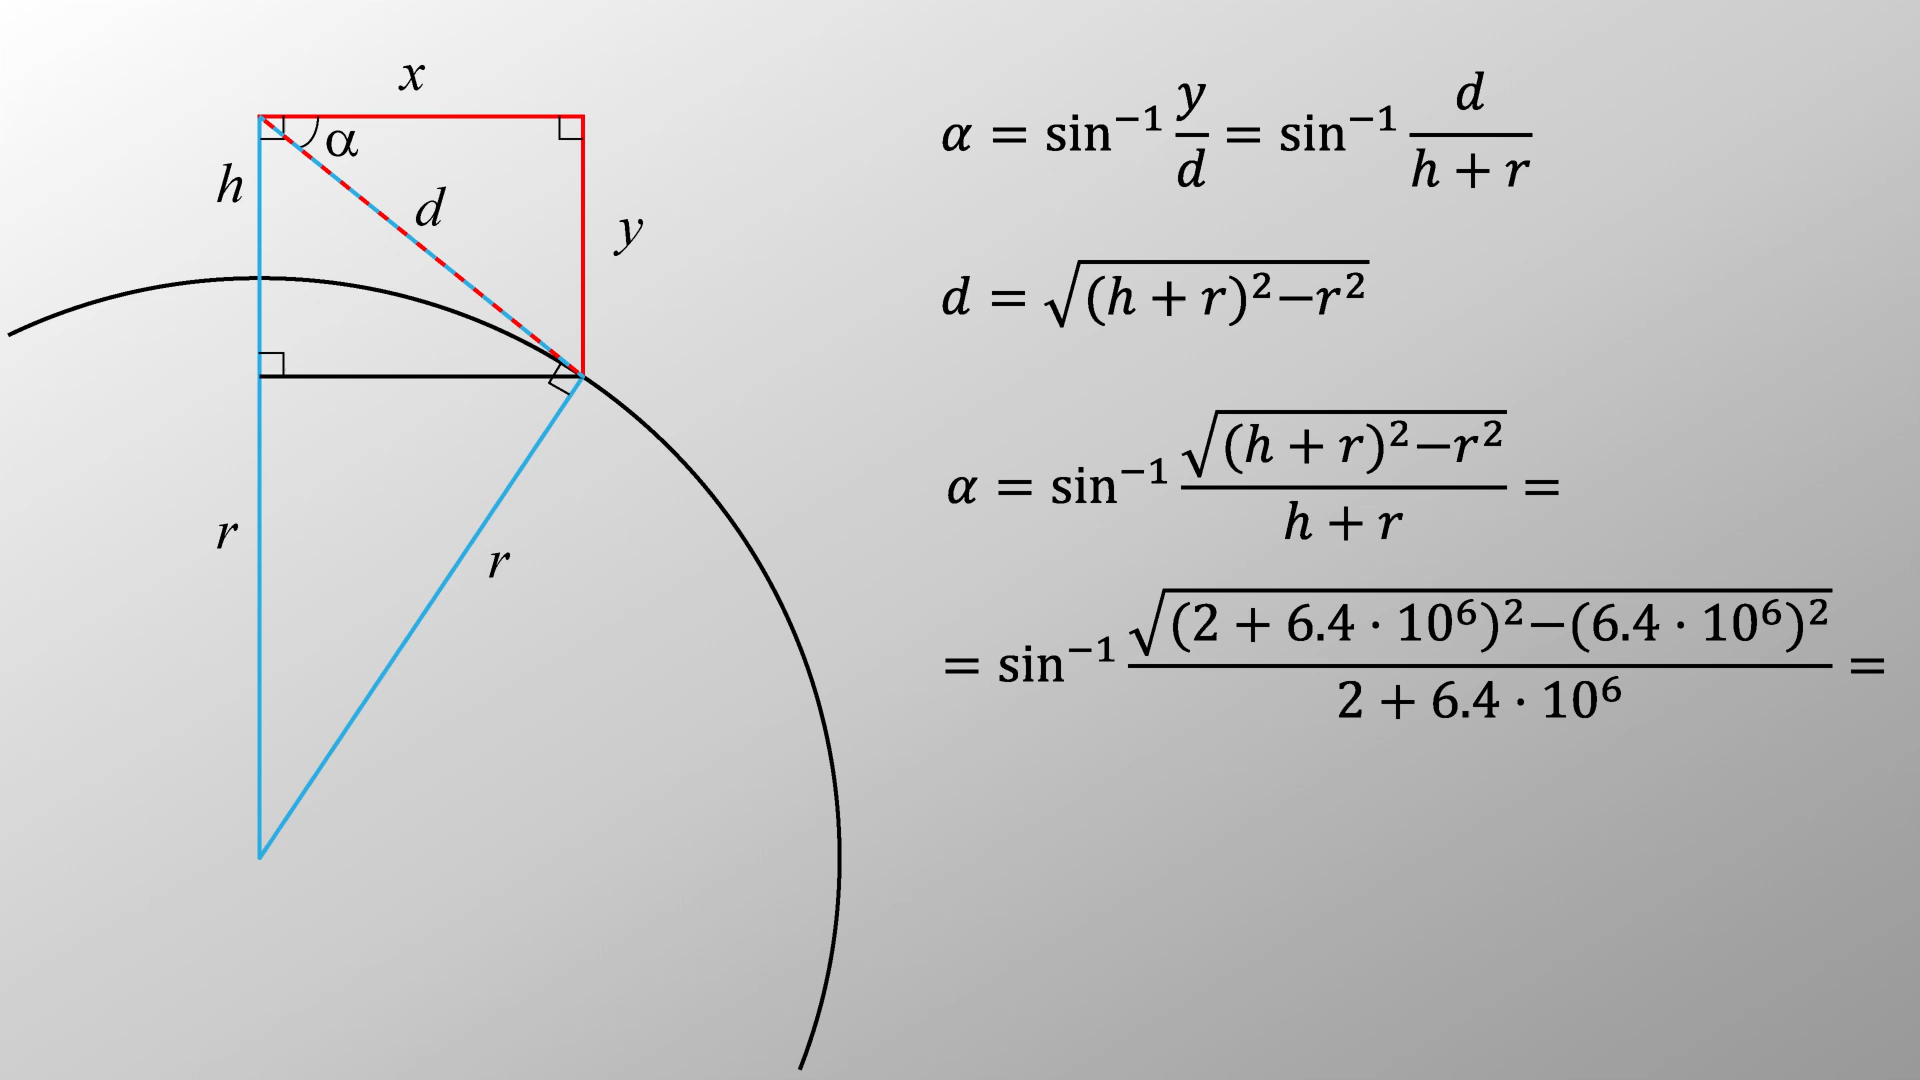 x
α
h
d
y
r
r
α = sin⁻¹ y/d = sin⁻¹ d/(h + r)
d = √((h + r)²−r²)
α = sin⁻¹ √((h + r)²−r²)/(h + r) =
= sin⁻¹ √((2 + 6.4 · 10⁶)²−(6.4 · 10⁶)²)/(2 + 6.4 · 10⁶) =